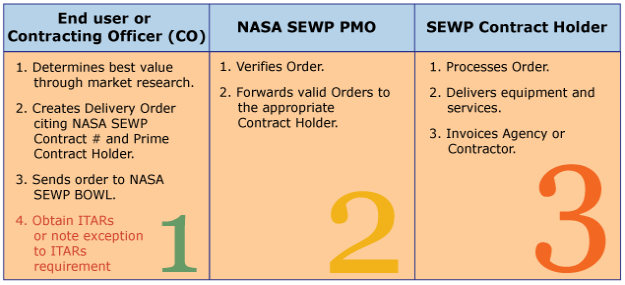 End user or
Contracting Officer (CO)
1. Determines best value
through market research.
2. Creates Delivery Order
citing NASA SEWP
Contract # and Prime
Contract Holder.
3. Sends order to NASA
SEWP BOWL.
4. Obtain ITARs
or note exception
to ITARs
requirement
1
NASA SEWP PMO
1. Verifies Order.
2. Forwards valid Orders to
the appropriate
Contract Holder.
2
SEWP Contract Holder
1. Processes Order.
2. Delivers equipment and
services.
3. Invoices Agency or
Contractor.
3